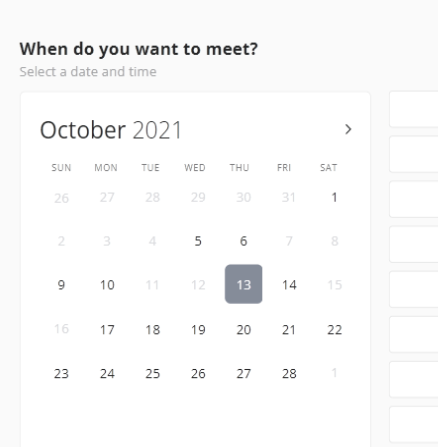 When do you want to meet?
Select a date and time
October 2021
SUN MON TUE WED THU FRI SAT
26 27 28 29 30 31 1
2 3 4 5 6 7 8
9 10 11 12 13 14 15
16 17 18 19 20 21 22
23 24 25 26 27 28 1